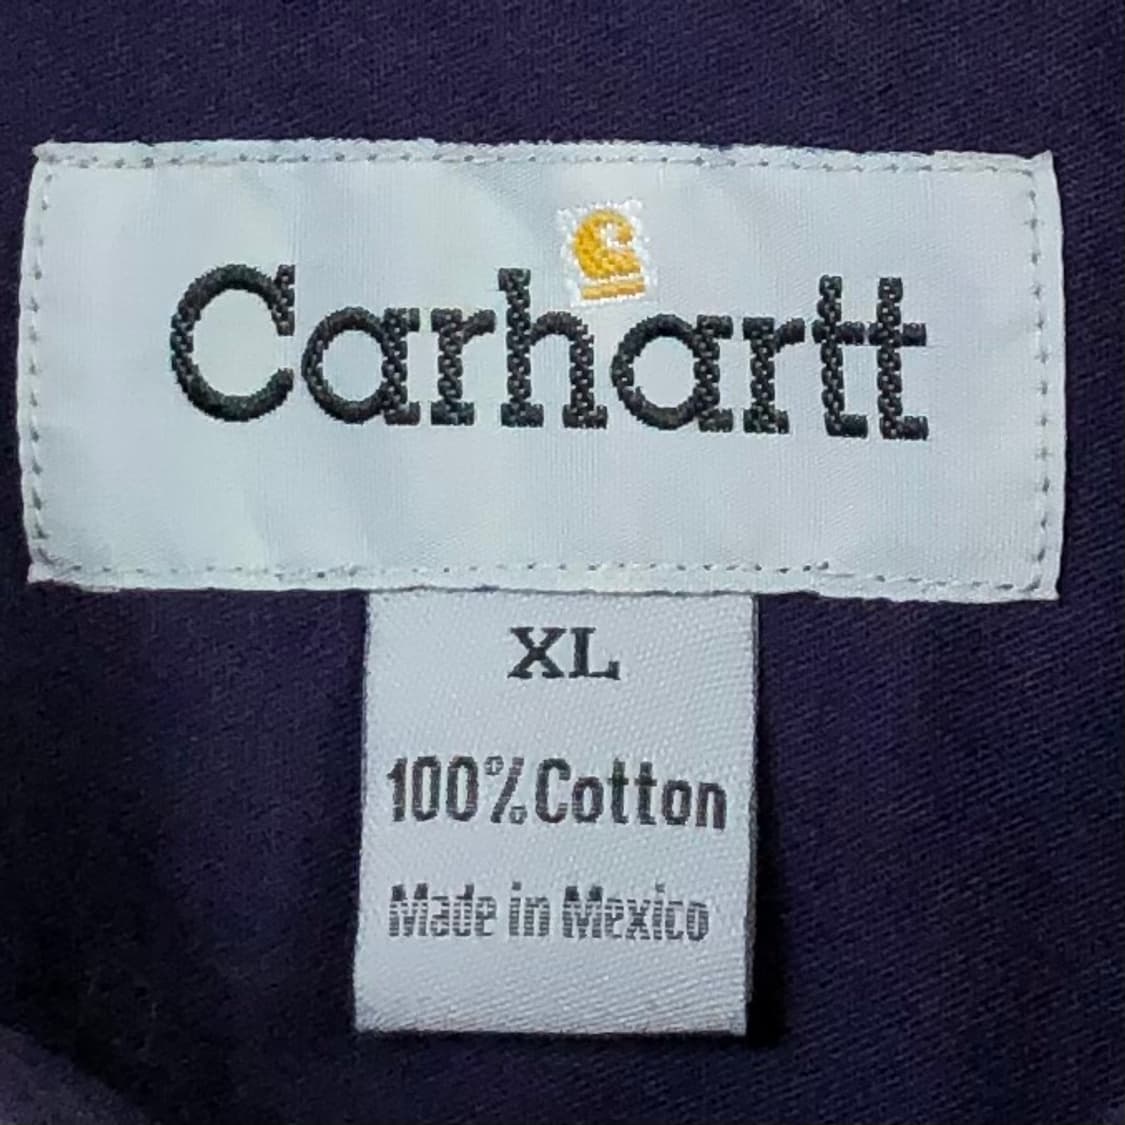 Carhartt
XL
100% Cotton
Made in Mexico